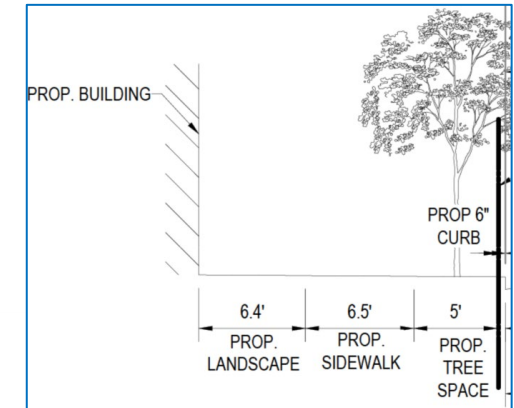 PROP. BUILDING
PROP 6"
CURB
6.4'
6.5'
5'
PROP.
LANDSCAPE
PROP.
SIDEWALK
PROP.
TREE
SPACE